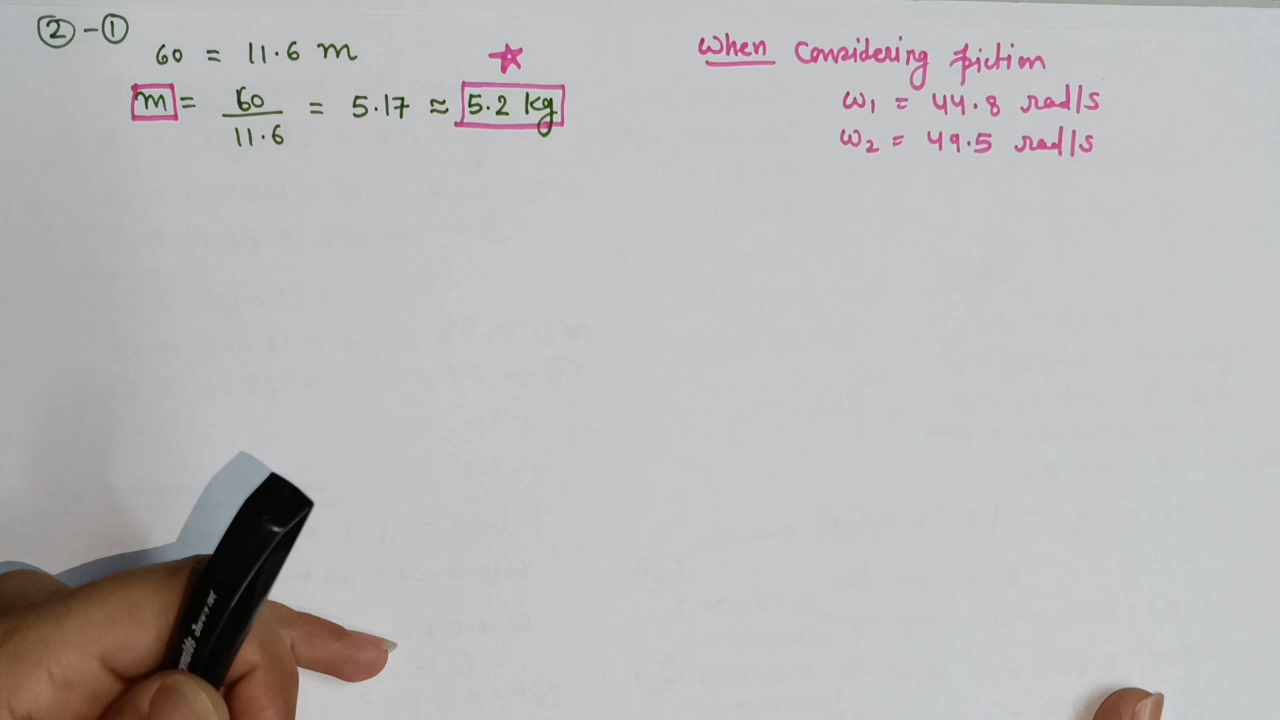 ② - ①
60 = 11.6 m
m = 60/11.6 = 5.17 ≈ 5.2 kg
When Considering friction
ω1 = 44.8 rad/s
ω2 = 49.5 rad/s